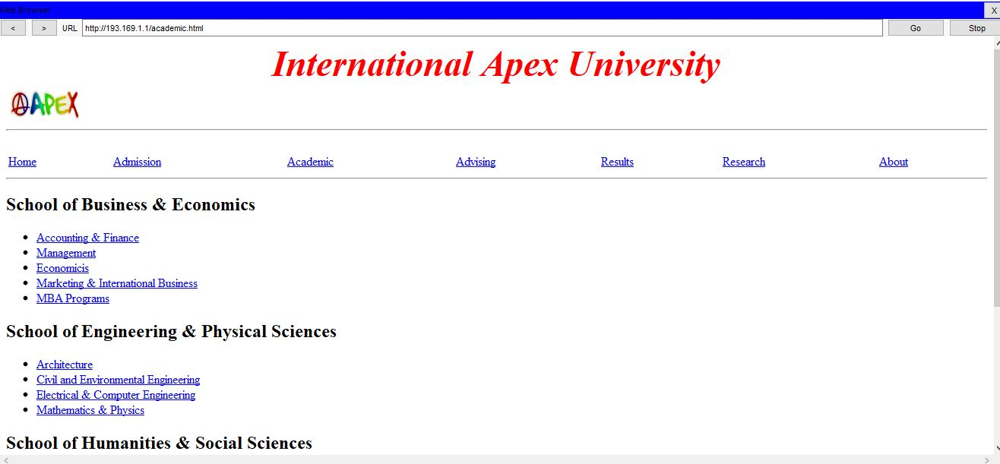 Web Browser X
< > URL http://193.169.1.1/academic.html Go Stop
International Apex University
APEX
Home Admission Academic Advising Results Research About
School of Business & Economics
Accounting & Finance
Management
Economicis
Marketing & International Business
MBA Programs
School of Engineering & Physical Sciences
Architecture
Civil and Environmental Engineering
Electrical & Computer Engineering
Mathematics & Physics
School of Humanities & Social Sciences